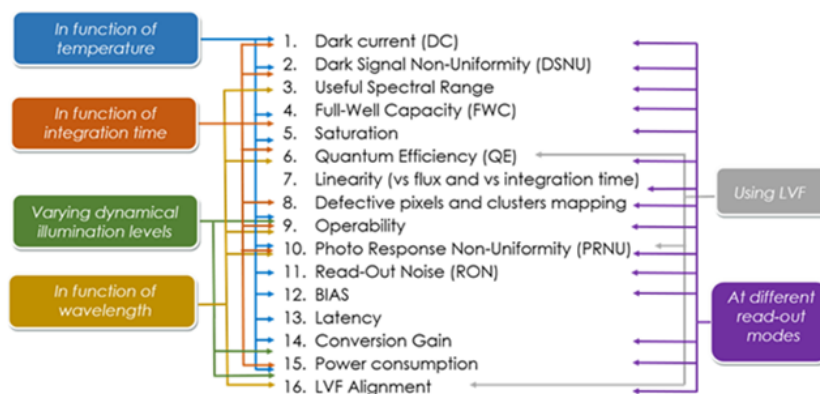 In function of
temperature
In function of
integration time
Varying dynamical
illumination levels
In function of
wavelength
1. Dark current (DC)
2. Dark Signal Non-Uniformity (DSNU)
3. Useful Spectral Range
4. Full-Well Capacity (FWC)
5. Saturation
6. Quantum Efficiency (QE)
7. Linearity (vs flux and vs integration time)
8. Defective pixels and clusters mapping
9. Operability
10. Photo Response Non-Uniformity (PRNU)
11. Read-Out Noise (RON)
12. BIAS
13. Latency
14. Conversion Gain
15. Power consumption
16. LVF Alignment
Using LVF
At different
read-out
modes